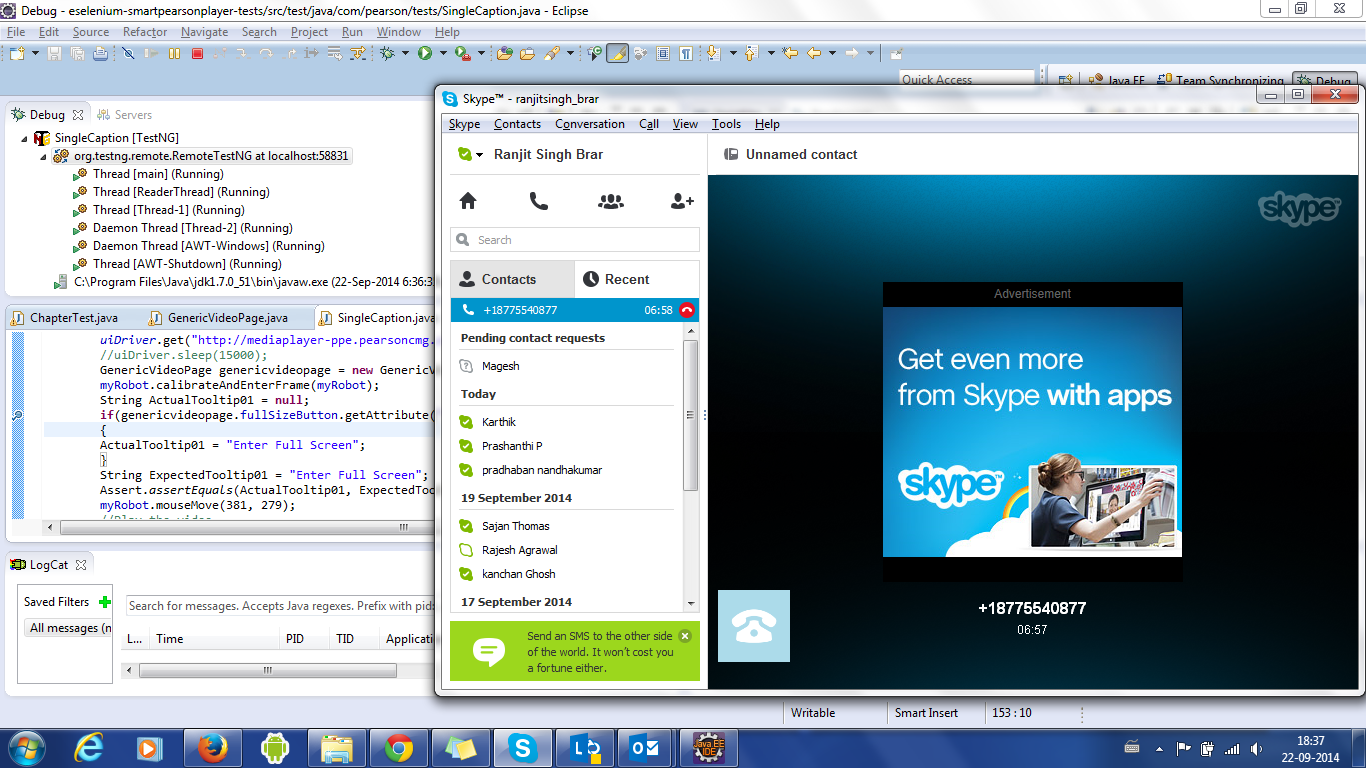 Debug - eselenium-smartpearsonplayer-tests/src/test/java/com/pearson/tests/SingleCaption.java - Eclipse
File Edit Source Refactor Navigate Search Project Run Window Help
Quick Access
Java EE Team Synchronizing Debug
Debug Servers
SingleCaption [TestNG]
org.testng.remote.RemoteTestNG at localhost:58831
Thread [main] (Running)
Thread [ReaderThread] (Running)
Thread [Thread-1] (Running)
Daemon Thread [Thread-2] (Running)
Daemon Thread [AWT-Windows] (Running)
Thread [AWT-Shutdown] (Running)
C:\Program Files\Java\jdk1.7.0_51\bin\javaw.exe (22-Sep-2014 6:36:3
ChapterTest.java GenericVideoPage.java SingleCaption.java
uiDriver.get("http://mediaplayer-ppe.pearsoncmg.
//uiDriver.sleep(15000);
GenericVideoPage genericvideopage = new GenericV
myRobot.calibrateAndEnterFrame(myRobot);
String ActualTooltip01 = null;
if(genericvideopage.fullSizeButton.getAttribute(
{
ActualTooltip01 = "Enter Full Screen";
}
String ExpectedTooltip01 = "Enter Full Screen";
Assert.assertEquals(ActualTooltip01, ExpectedToo
myRobot.mouseMove(381, 279);
//Play the video
LogCat
Saved Filters
All messages (n
Search for messages. Accepts Java regexes. Prefix with pid:
L... Time PID TID Applicati
Writable Smart Insert 153 : 10
Skype™ - ranjitsingh_brar
Skype Contacts Conversation Call View Tools Help
Ranjit Singh Brar
Search
Contacts Recent
+18775540877 06:58
Pending contact requests
Magesh
Today
Karthik
Prashanthi P
pradhaban nandhakumar
19 September 2014
Sajan Thomas
Rajesh Agrawal
kanchan Ghosh
17 September 2014
Send an SMS to the other side
of the world. It won't cost you
a fortune either.
Unnamed contact
skype
Advertisement
Get even more
from Skype with apps
skype
+18775540877
06:57
Java EE
IDE
18:37
22-09-2014